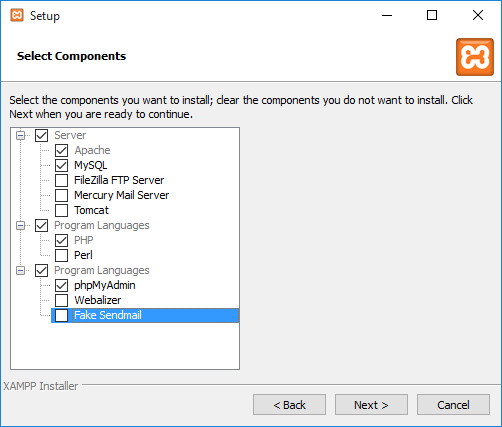 Setup
Select Components
Select the components you want to install; clear the components you do not want to install. Click
Next when you are ready to continue.
Server
Apache
MySQL
FileZilla FTP Server
Mercury Mail Server
Tomcat
Program Languages
PHP
Perl
Program Languages
phpMyAdmin
Webalizer
Fake Sendmail
XAMPP Installer
< Back
Next >
Cancel